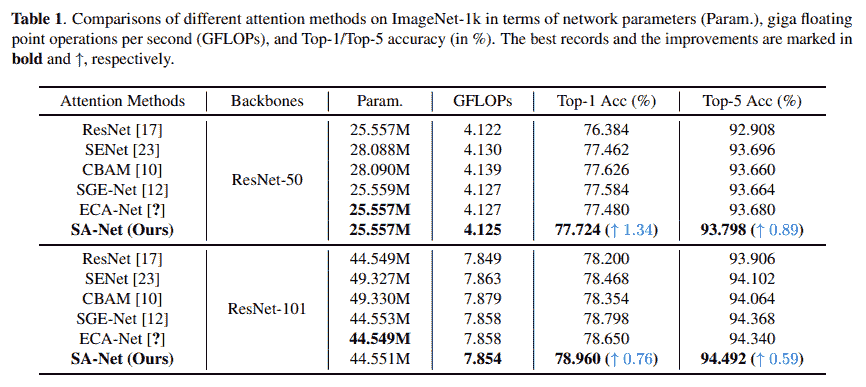 Table 1. Comparisons of different attention methods on ImageNet-1k in terms of network parameters (Param.), giga floating
point operations per second (GFLOPs), and Top-1/Top-5 accuracy (in %). The best records and the improvements are marked in
bold and ↑, respectively.
Attention Methods Backbones Param. GFLOPs Top-1 Acc (%) Top-5 Acc (%)
ResNet [17] 25.557M 4.122 76.384 92.908
SENet [23] 28.088M 4.130 77.462 93.696
CBAM [10] 28.090M 4.139 77.626 93.660
ResNet-50
SGE-Net [12] 25.559M 4.127 77.584 93.664
ECA-Net [?] 25.557M 4.127 77.480 93.680
SA-Net (Ours) 25.557M 4.125 77.724 (↑ 1.34) 93.798 (↑ 0.89)
ResNet [17] 44.549M 7.849 78.200 93.906
SENet [23] 49.327M 7.863 78.468 94.102
CBAM [10] 49.330M 7.879 78.354 94.064
ResNet-101
SGE-Net [12] 44.553M 7.858 78.798 94.368
ECA-Net [?] 44.549M 7.858 78.650 94.340
SA-Net (Ours) 44.551M 7.854 78.960 (↑ 0.76) 94.492 (↑ 0.59)